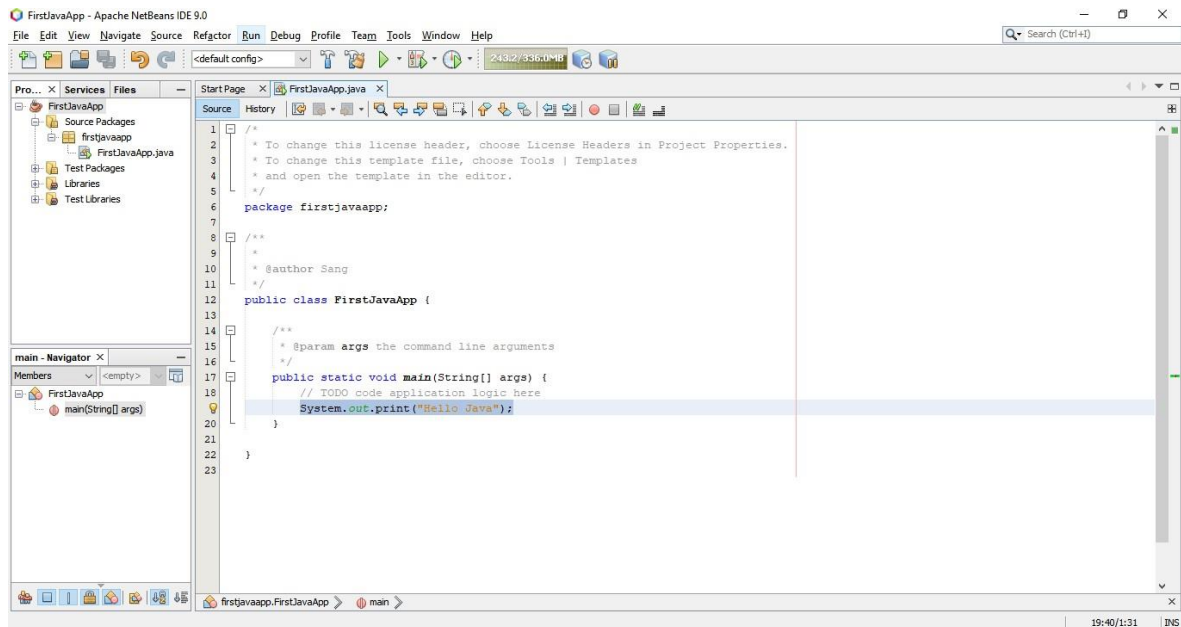 FirstJavaApp - Apache NetBeans IDE 9.0
File Edit View Navigate Source Refactor Run Debug Profile Team Tools Window Help
Search (Ctrl+I)
<default config>
243.2/336.0MB
Pro... Services Files
Start Page FirstJavaApp.java
Source History
FirstJavaApp
Source Packages
firstjavaapp
FirstJavaApp.java
Test Packages
Libraries
Test Libraries
main - Navigator
Members <empty>
FirstJavaApp
main(String[] args)
1 /*
2 * To change this license header, choose License Headers in Project Properties.
3 * To change this template file, choose Tools | Templates
4 * and open the template in the editor.
5 */
6 package firstjavaapp;
7
8 /**
9 *
10 * @author Sang
11 */
12 public class FirstJavaApp {
13
14 /**
15 * @param args the command line arguments
16 */
17 public static void main(String[] args) {
18 // TODO code application logic here
System.out.print("Hello Java");
20 }
21
22 }
23
firstjavaapp.FirstJavaApp main
19:40/1:31 INS